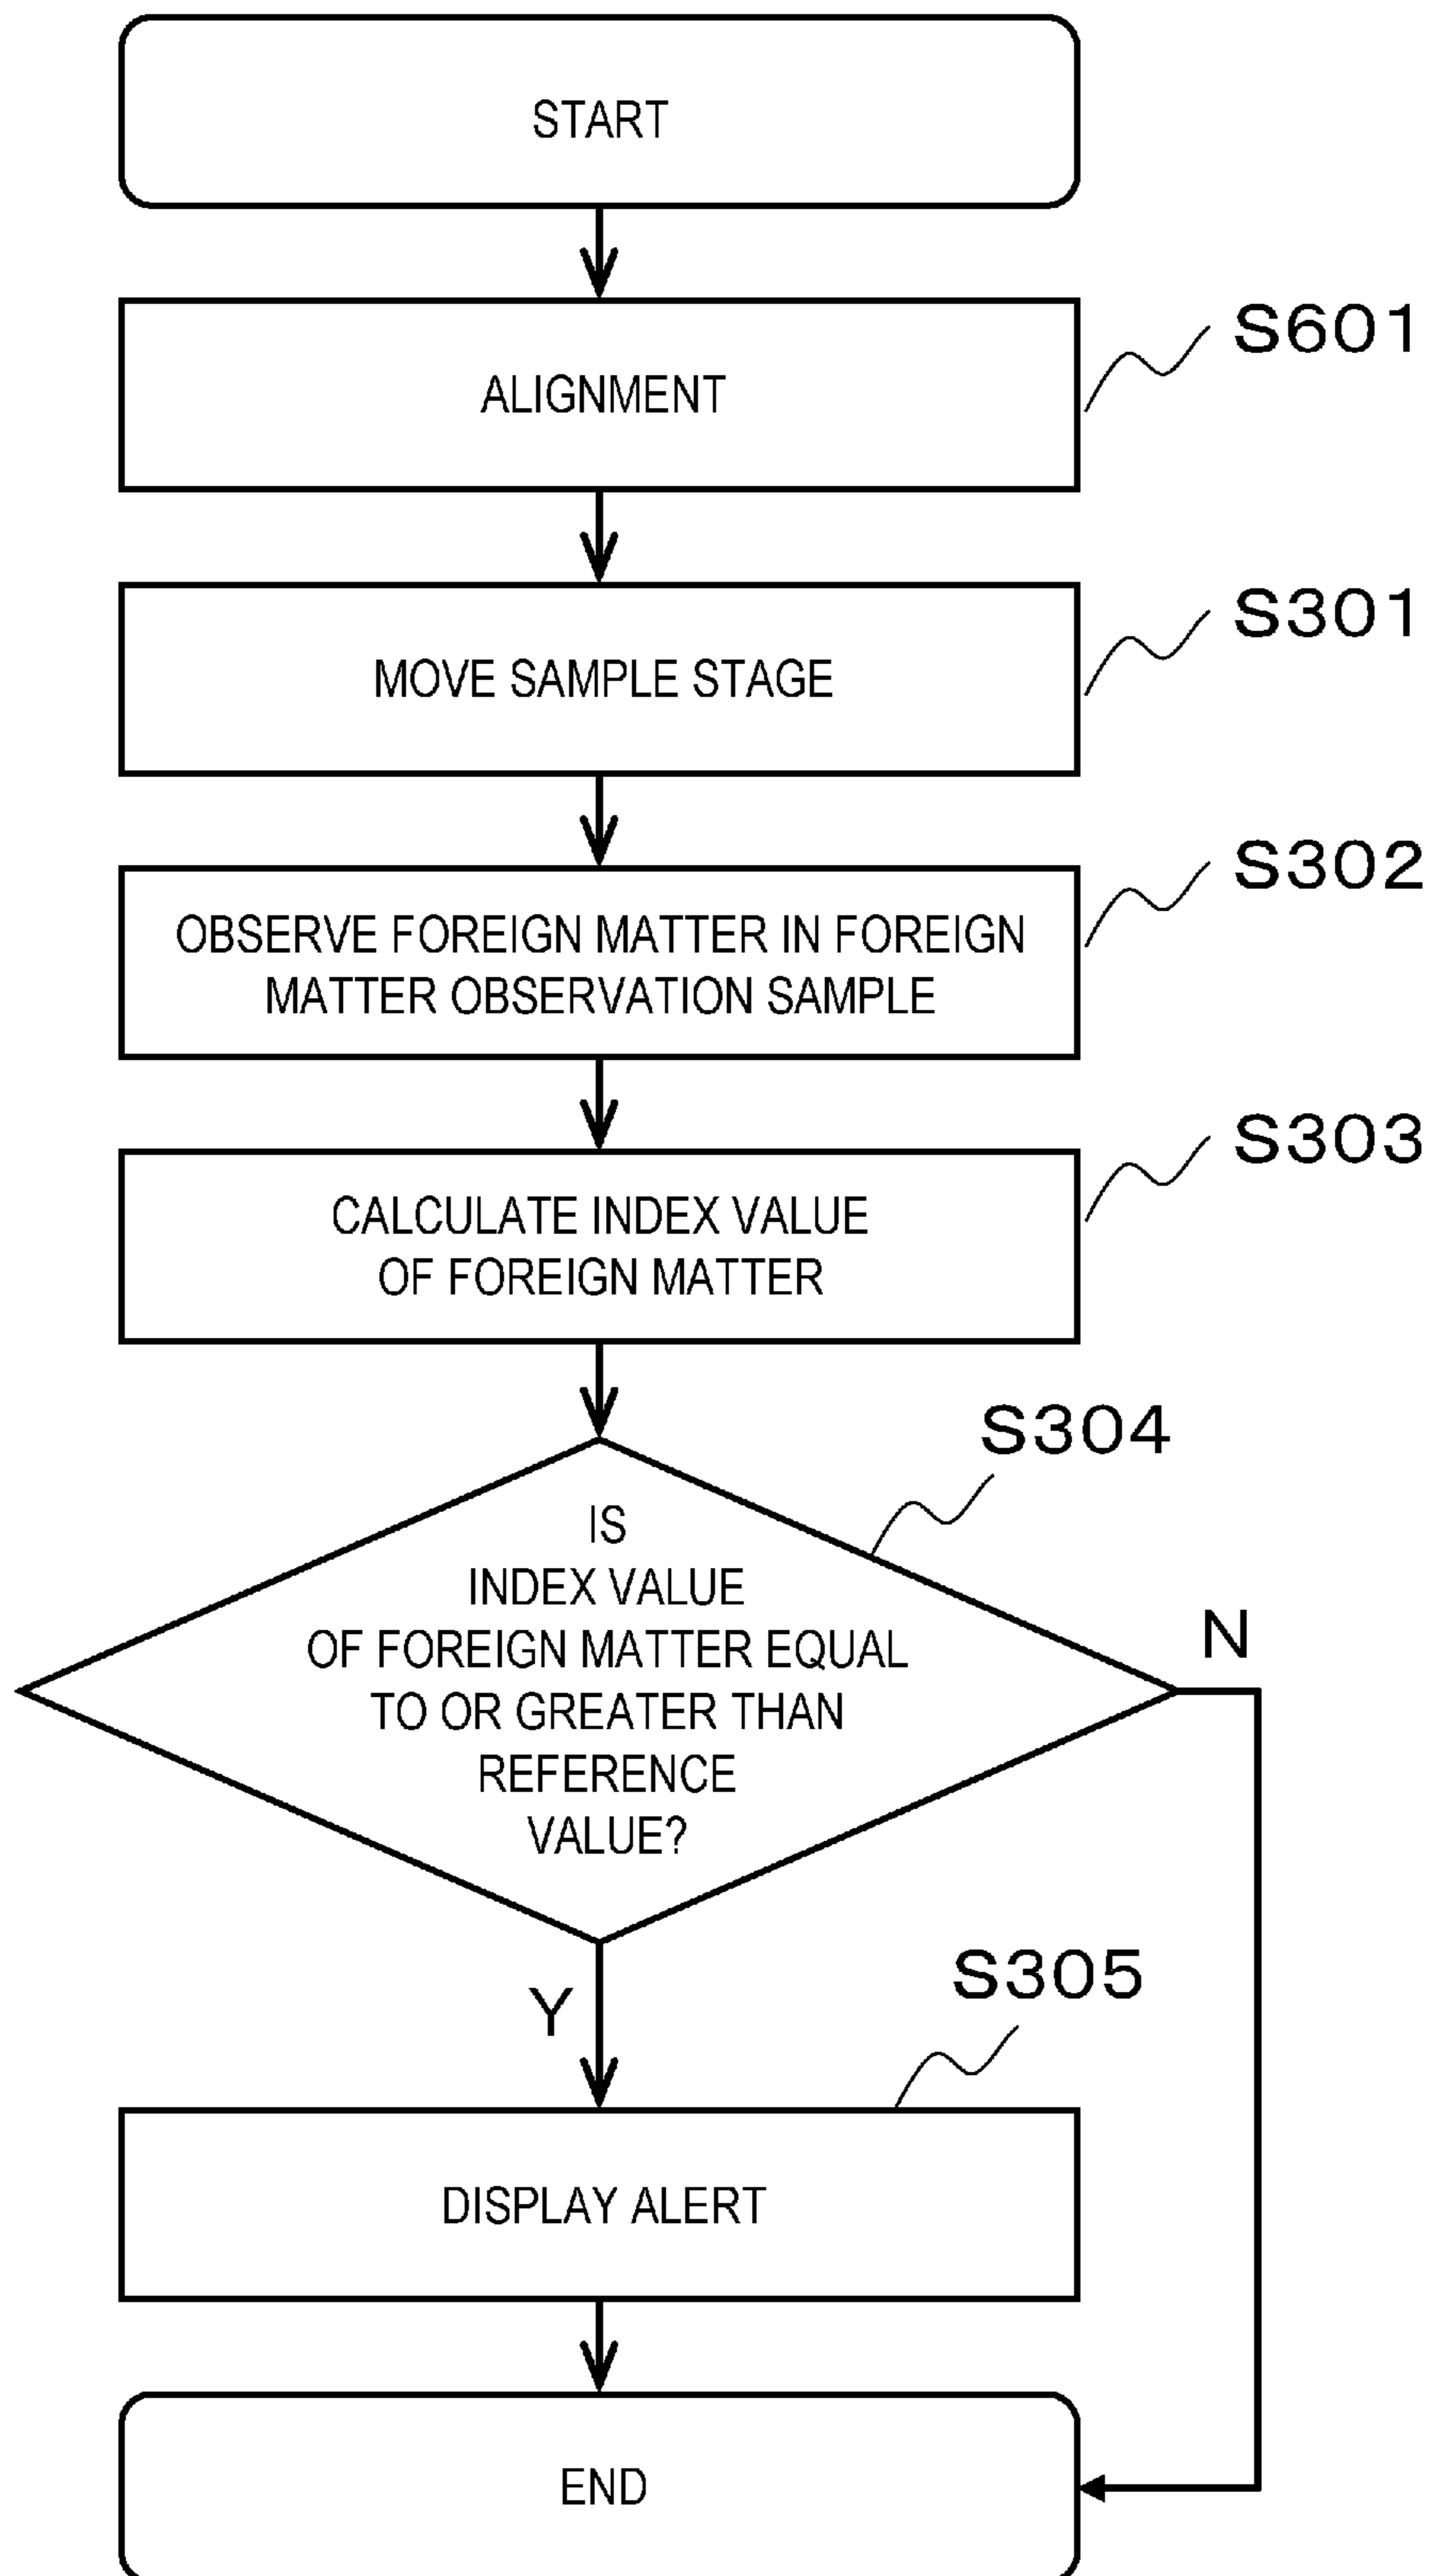 START
S601
ALIGNMENT
S301
MOVE SAMPLE STAGE
S302
OBSERVE FOREIGN MATTER IN FOREIGN
MATTER OBSERVATION SAMPLE
S303
CALCULATE INDEX VALUE
OF FOREIGN MATTER
S304
IS
INDEX VALUE
OF FOREIGN MATTER EQUAL
TO OR GREATER THAN
REFERENCE
VALUE?
N
Y
S305
DISPLAY ALERT
END